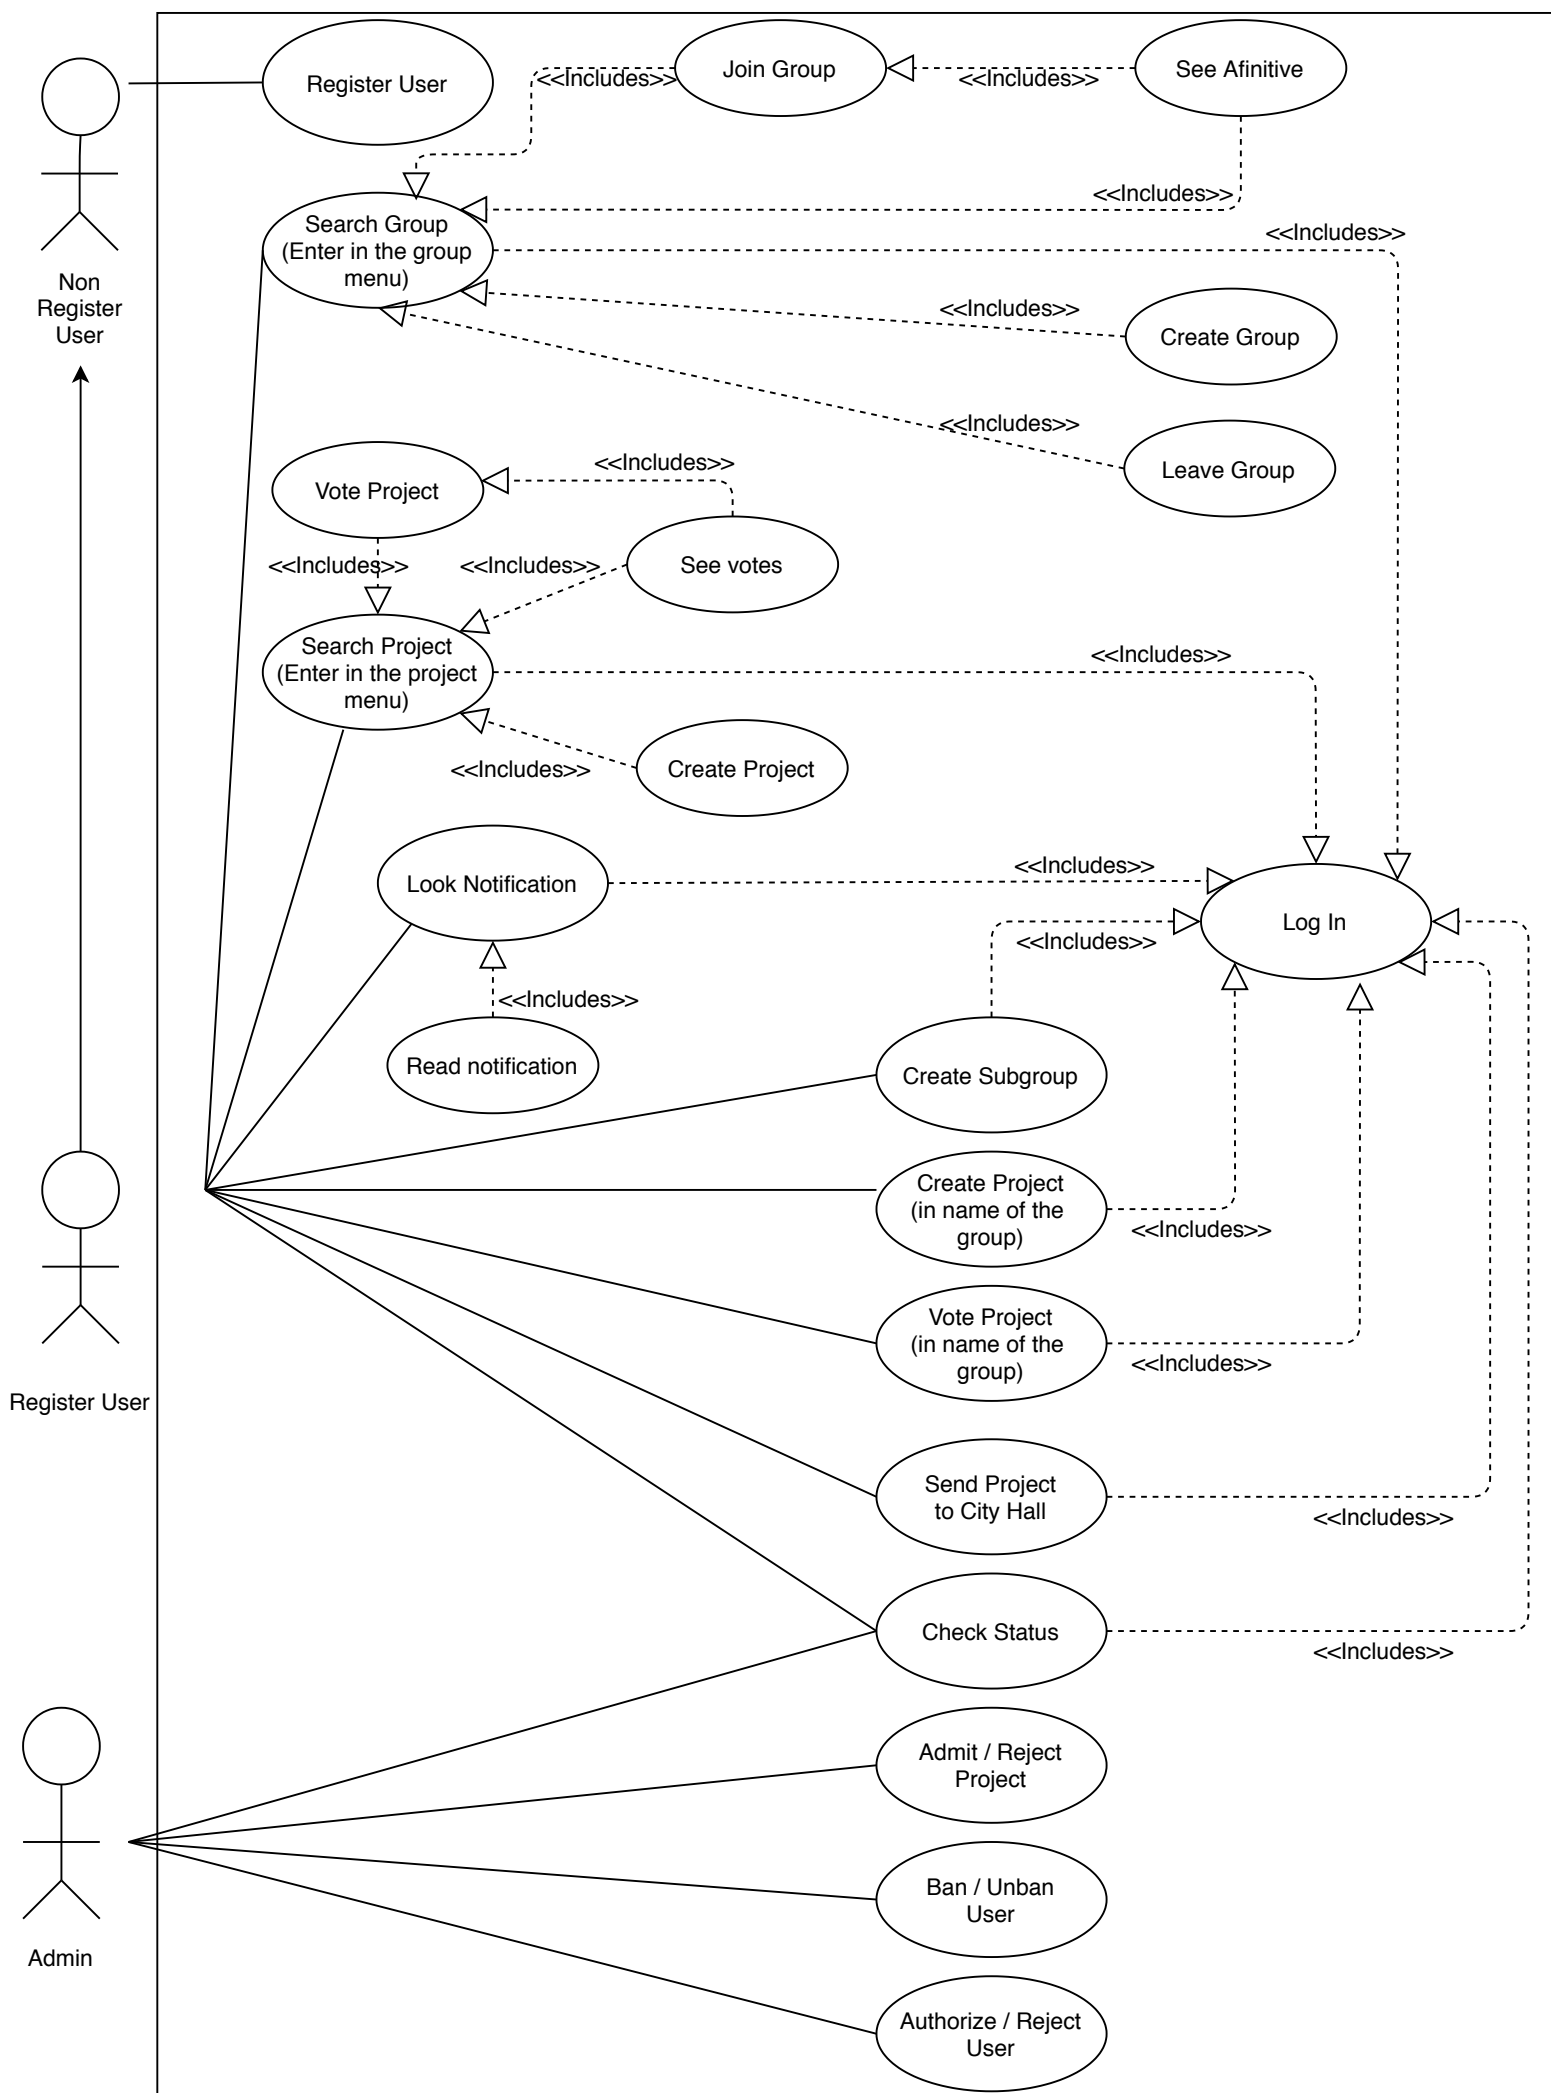 Register User
<<Includes>>
Join Group
<<Includes>>
See Afinitive
<<Includes>>
Search Group
(Enter in the group
menu)
<<Includes>>
Non
Register
User
<<Includes>>
Create Group
<<Includes>>
Leave Group
Vote Project
<<Includes>>
<<Includes>>
<<Includes>>
See votes
Search Project
(Enter in the project
menu)
<<Includes>>
<<Includes>>
Create Project
Look Notification
<<Includes>>
Log In
<<Includes>>
<<Includes>>
Read notification
Create Subgroup
Create Project
(in name of the
group)
<<Includes>>
Vote Project
(in name of the
group)
<<Includes>>
Register User
Send Project
to City Hall
<<Includes>>
Check Status
<<Includes>>
Admit / Reject
Project
Ban / Unban
User
Admin
Authorize / Reject
User